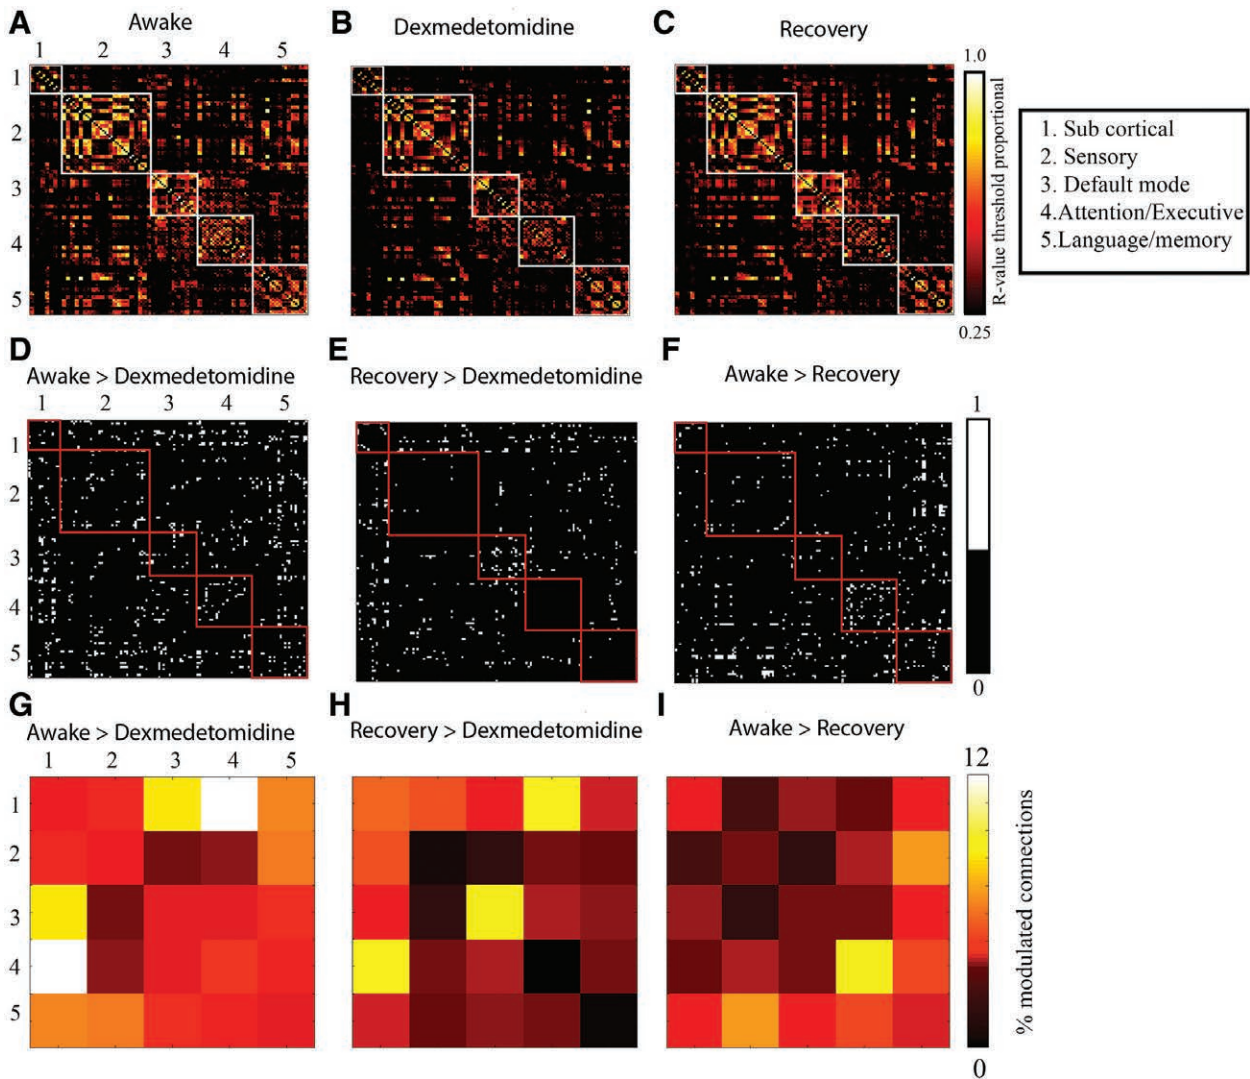 A Awake
B Dexmedetomidine
C Recovery
1 2 3 4 5
1
2
3
4
5
1.0
R-value threshold proportional
0.25
1. Sub cortical
2. Sensory
3. Default mode
4.Attention/Executive
5.Language/memory
D Awake > Dexmedetomidine
E Recovery > Dexmedetomidine
F Awake > Recovery
1 2 3 4 5
1
2
3
4
5
1
0
G Awake > Dexmedetomidine
H Recovery > Dexmedetomidine
I Awake > Recovery
1 2 3 4 5
1
2
3
4
5
12
% modulated connections
0